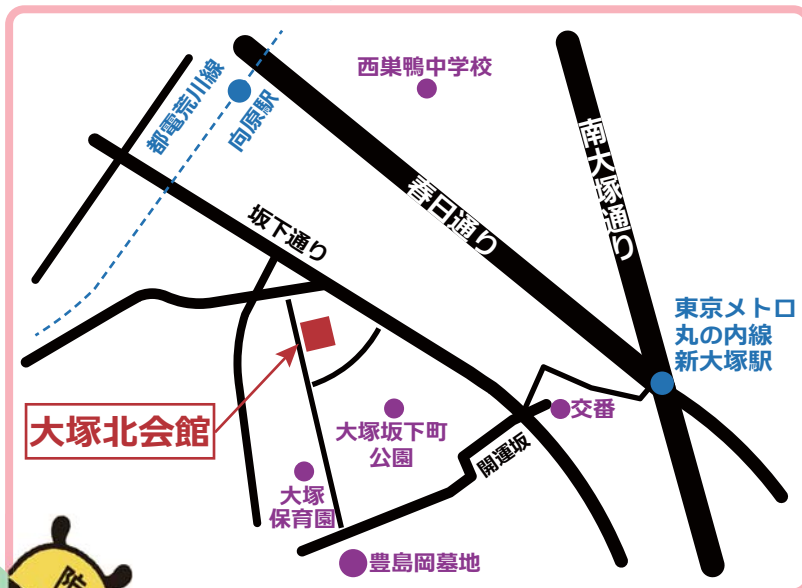 西巣鴨中学校
都電荒川線
向原駅
南大塚通り
春日通り
坂下通り
東京メトロ
丸の内線
新大塚駅
大塚北会館
大塚坂下町
公園
交番
開運坂
大塚
保育園
豊島岡墓地
防